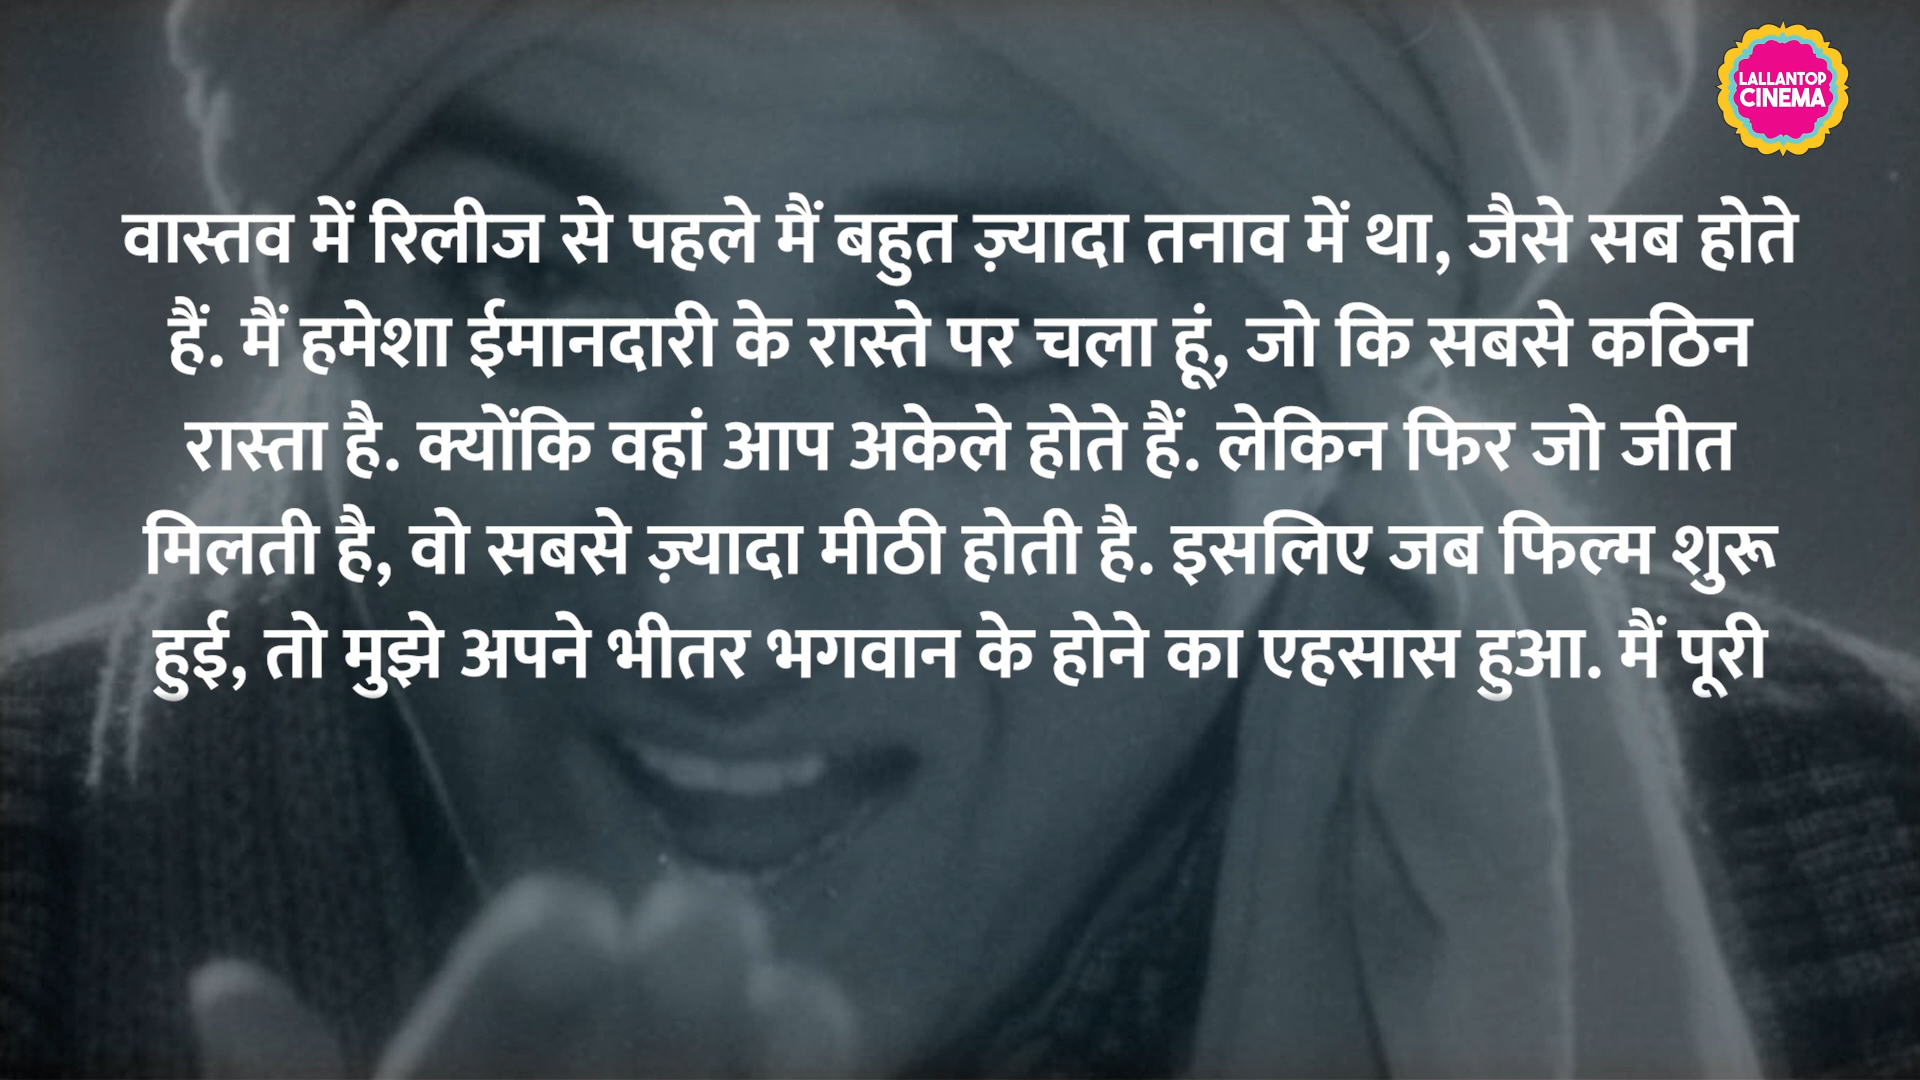 LALLANTOP
CINEMA
वास्तव में रिलीज से पहले मैं बहुत ज़्यादा तनाव में था, जैसे सब होते
हैं. मैं हमेशा ईमानदारी के रास्ते पर चला हूं, जो कि सबसे कठिन
रास्ता है. क्योंकि वहां आप अकेले होते हैं. लेकिन फिर जो जीत
मिलती है, वो सबसे ज़्यादा मीठी होती है. इसलिए जब फिल्म शुरू
हुई, तो मुझे अपने भीतर भगवान के होने का एहसास हुआ. मैं पूरी